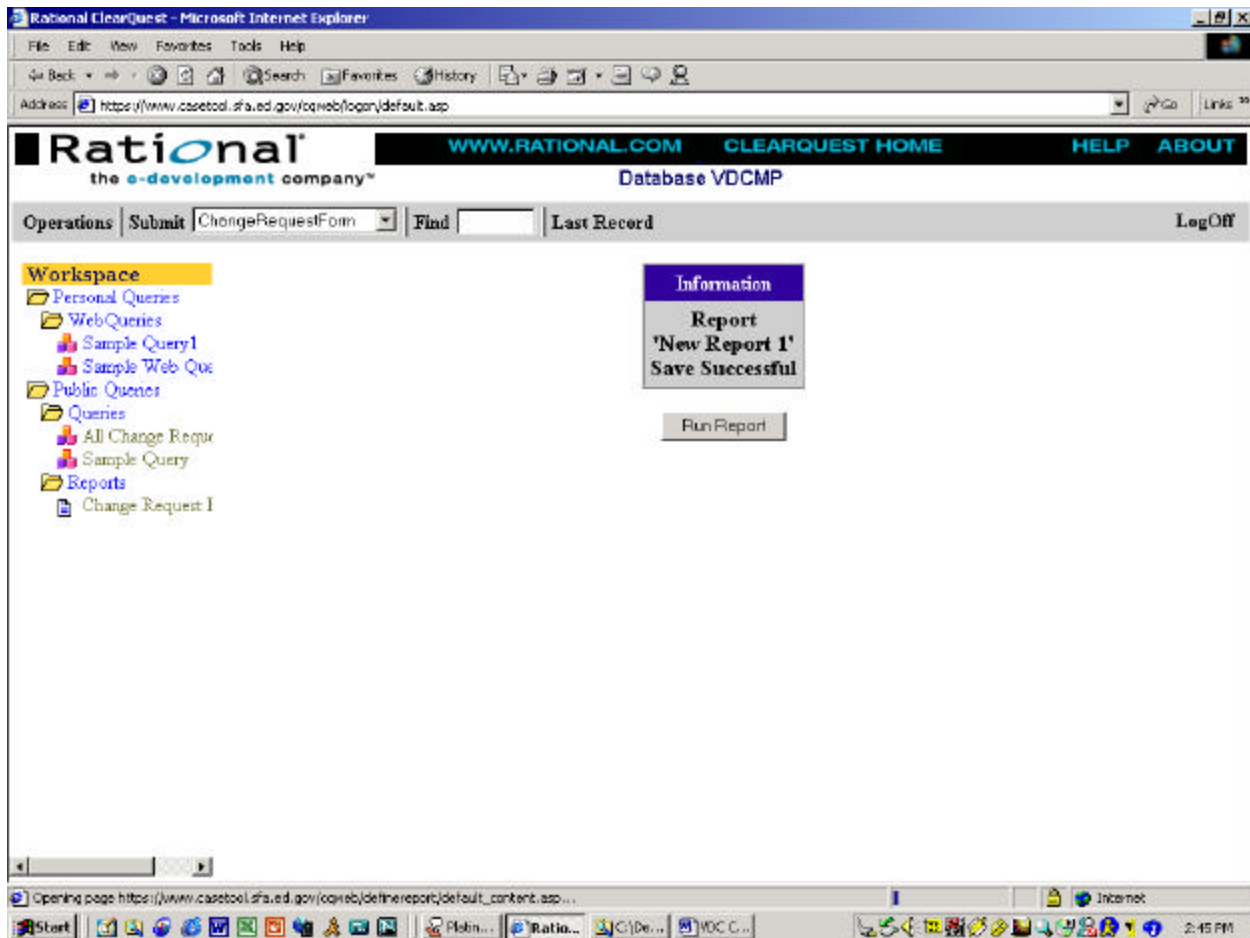 Rational ClearQuest - Microsoft Internet Explorer
File Edit View Favorites Tools Help
Back Search Favorites History
Address https://www.casetool.sfa.ed.gov/cqweb/logon/default.asp Go Links »
Rational®
the e-development company™
WWW.RATIONAL.COM CLEARQUEST HOME HELP ABOUT
Database VDCMP
Operations Submit ChangeRequestForm Find Last Record LogOff
Workspace
Personal Queries
WebQueries
Sample Query1
Sample Web Que
Public Queries
Queries
All Change Reque
Sample Query
Reports
Change Request
Information
Report
'New Report 1'
Save Successful
Run Report
Opening page https://www.casetool.sfa.ed.gov/cqweb/definereport/default_content.asp... Internet
Start Platin... Ratio... C:\De... VDC C... 2:45 PM